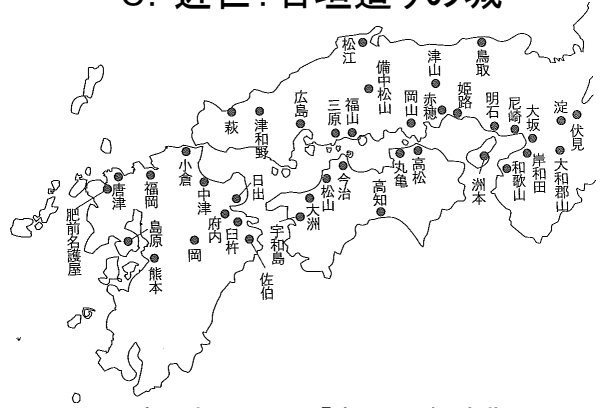 松江
鳥取
津山
備中松山
姫路
赤穂
岡山
明石
尼崎
大坂
淀
伏見
広島
三原
福山
萩
津和野
岸和田
大和郡山
和歌山
洲本
高松
丸亀
高知
今治
松山
大洲
宇和島
小倉
中津
日出
府内
臼杵
佐伯
岡
福岡
唐津
肥前名護屋
島原
熊本